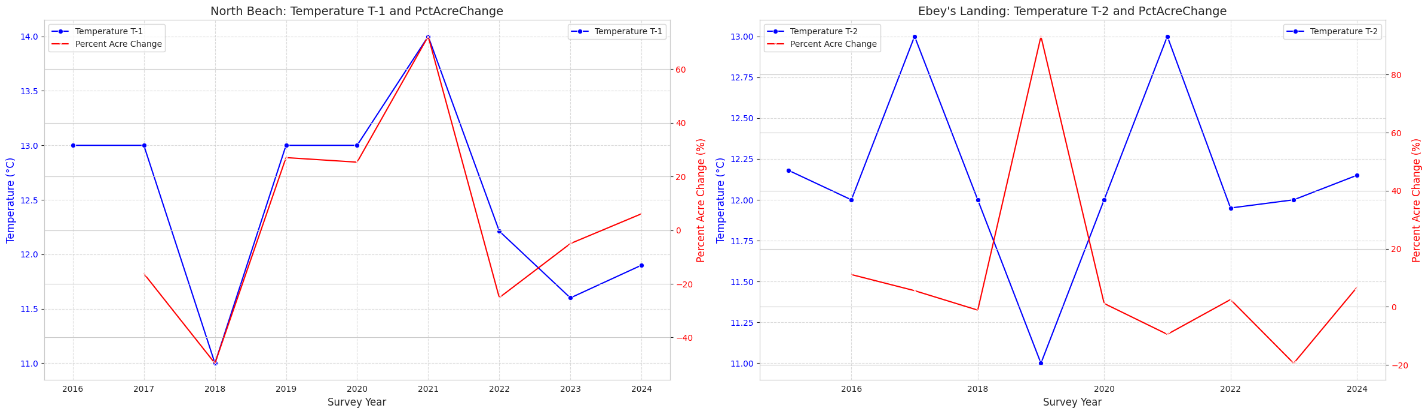 North Beach: Temperature T-1 and PctAcreChange
Temperature T-1
Percent Acre Change
Temperature T-1
14.0
13.5
13.0
12.5
12.0
11.5
11.0
Temperature (°C)
60
40
20
0
−20
−40
Percent Acre Change (%)
2016 2017 2018 2019 2020 2021 2022 2023 2024
Survey Year
Ebey's Landing: Temperature T-2 and PctAcreChange
Temperature T-2
Percent Acre Change
Temperature T-2
13.00
12.75
12.50
12.25
12.00
11.75
11.50
11.25
11.00
Temperature (°C)
80
60
40
20
0
−20
Percent Acre Change (%)
2016 2018 2020 2022 2024
Survey Year